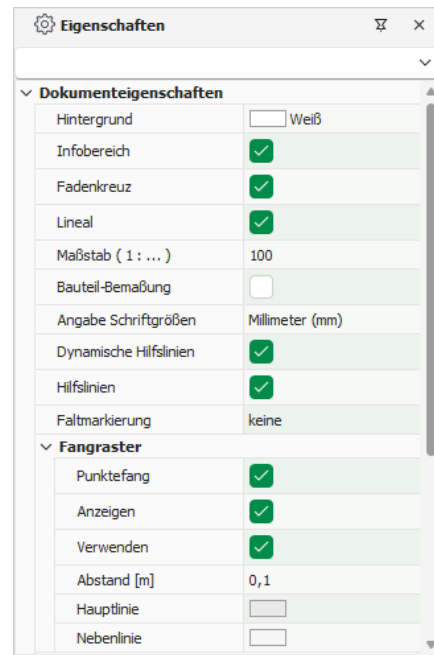 Eigenschaften
Dokumenteigenschaften
Hintergrund Weiß
Infobereich
Fadenkreuz
Lineal
Maßstab ( 1 : ... ) 100
Bauteil-Bemaßung
Angabe Schriftgrößen Millimeter (mm)
Dynamische Hilfslinien
Hilfslinien
Faltmarkierung keine
Fangraster
Punktefang
Anzeigen
Verwenden
Abstand [m] 0,1
Hauptlinie
Nebenlinie